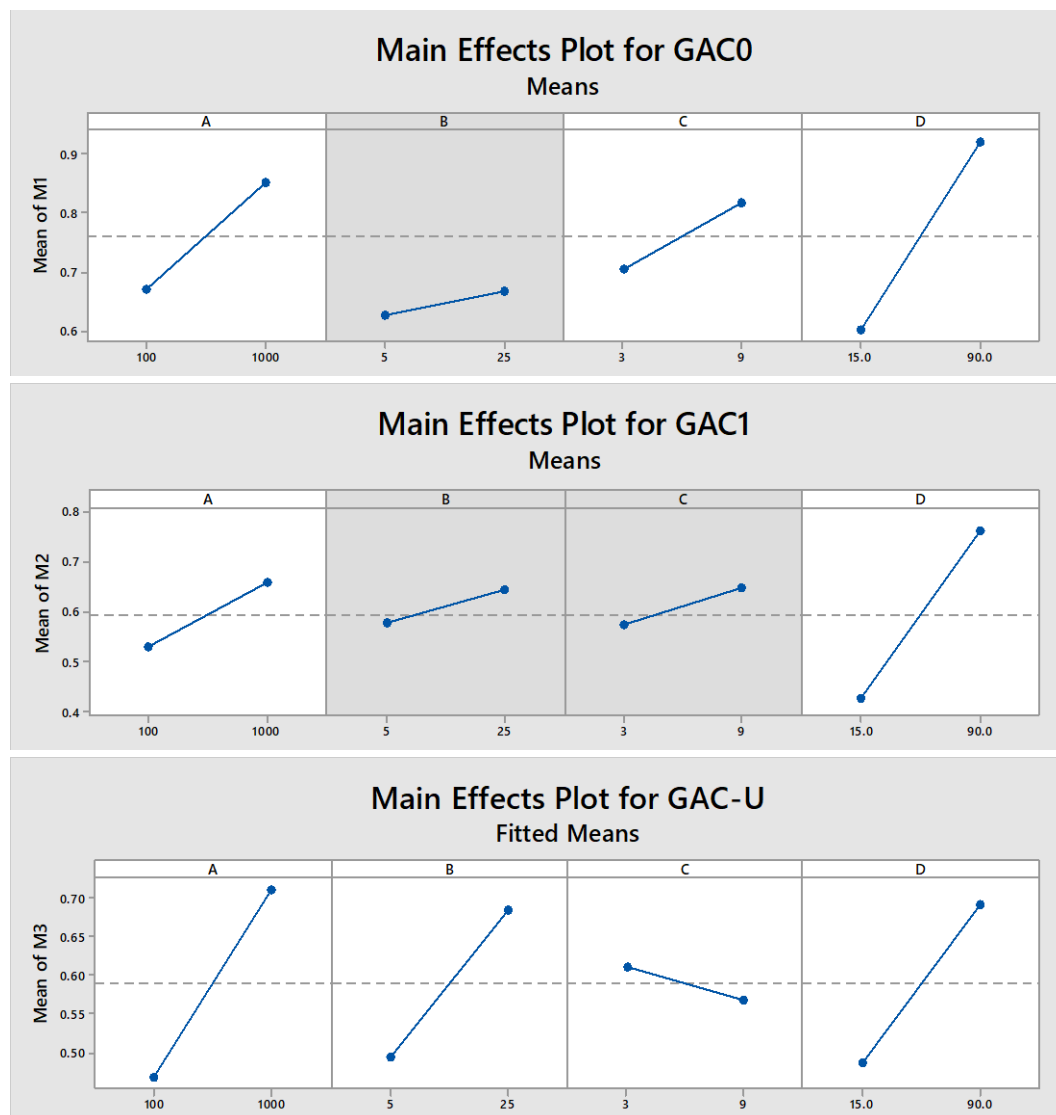 Main Effects Plot for GAC0
Means
A B C D
Mean of M1
0.9
0.8
0.7
0.6
100 1000 5 25 3 9 15.0 90.0
Main Effects Plot for GAC1
Means
A B C D
Mean of M2
0.8
0.7
0.6
0.5
0.4
100 1000 5 25 3 9 15.0 90.0
Main Effects Plot for GAC-U
Fitted Means
A B C D
Mean of M3
0.70
0.65
0.60
0.55
0.50
100 1000 5 25 3 9 15.0 90.0